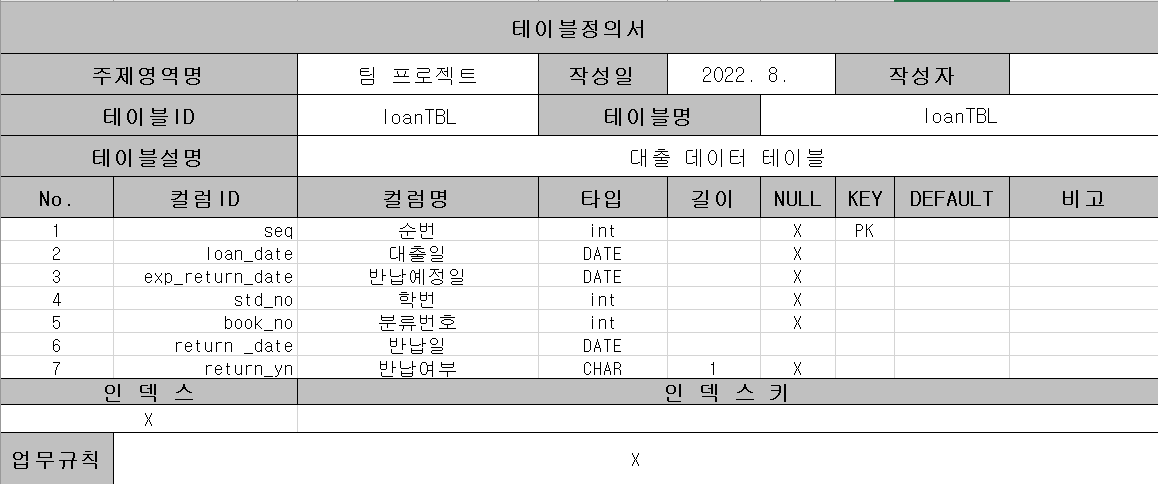 테이블정의서
주제영역명 팀 프로젝트 작성일 2022. 8. 작성자
테이블ID loanTBL 테이블명 loanTBL
테이블설명 대출 데이터 테이블
No. 컬럼ID 컬럼명 타입 길이 NULL KEY DEFAULT 비고
1 seq 순번 int X PK
2 loan_date 대출일 DATE X
3 exp_return_date 반납예정일 DATE X
4 std_no 학번 int X
5 book_no 분류번호 int X
6 return _date 반납일 DATE
7 return_yn 반납여부 CHAR 1 X
인 덱 스 인 덱 스 키
X
업무규칙 X